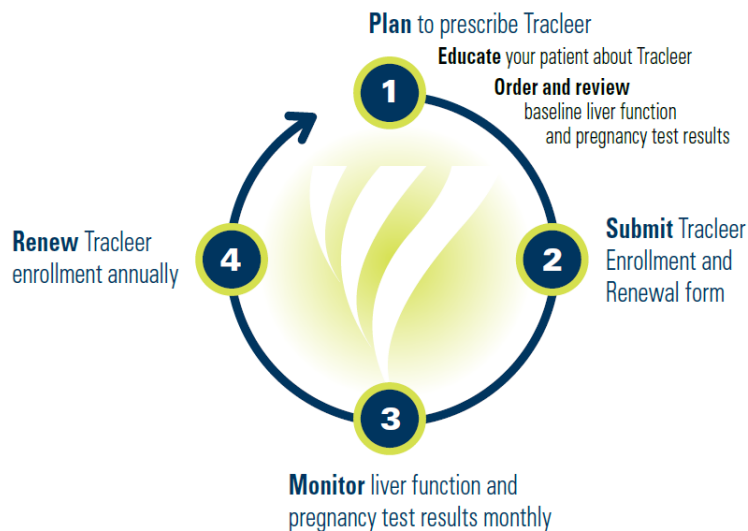 Plan to prescribe Tracleer
Educate your patient about Tracleer
Order and review
baseline liver function
and pregnancy test results
1
2
Submit Tracleer
Enrollment and
Renewal form
3
Monitor liver function and
pregnancy test results monthly
4
Renew Tracleer
enrollment annually